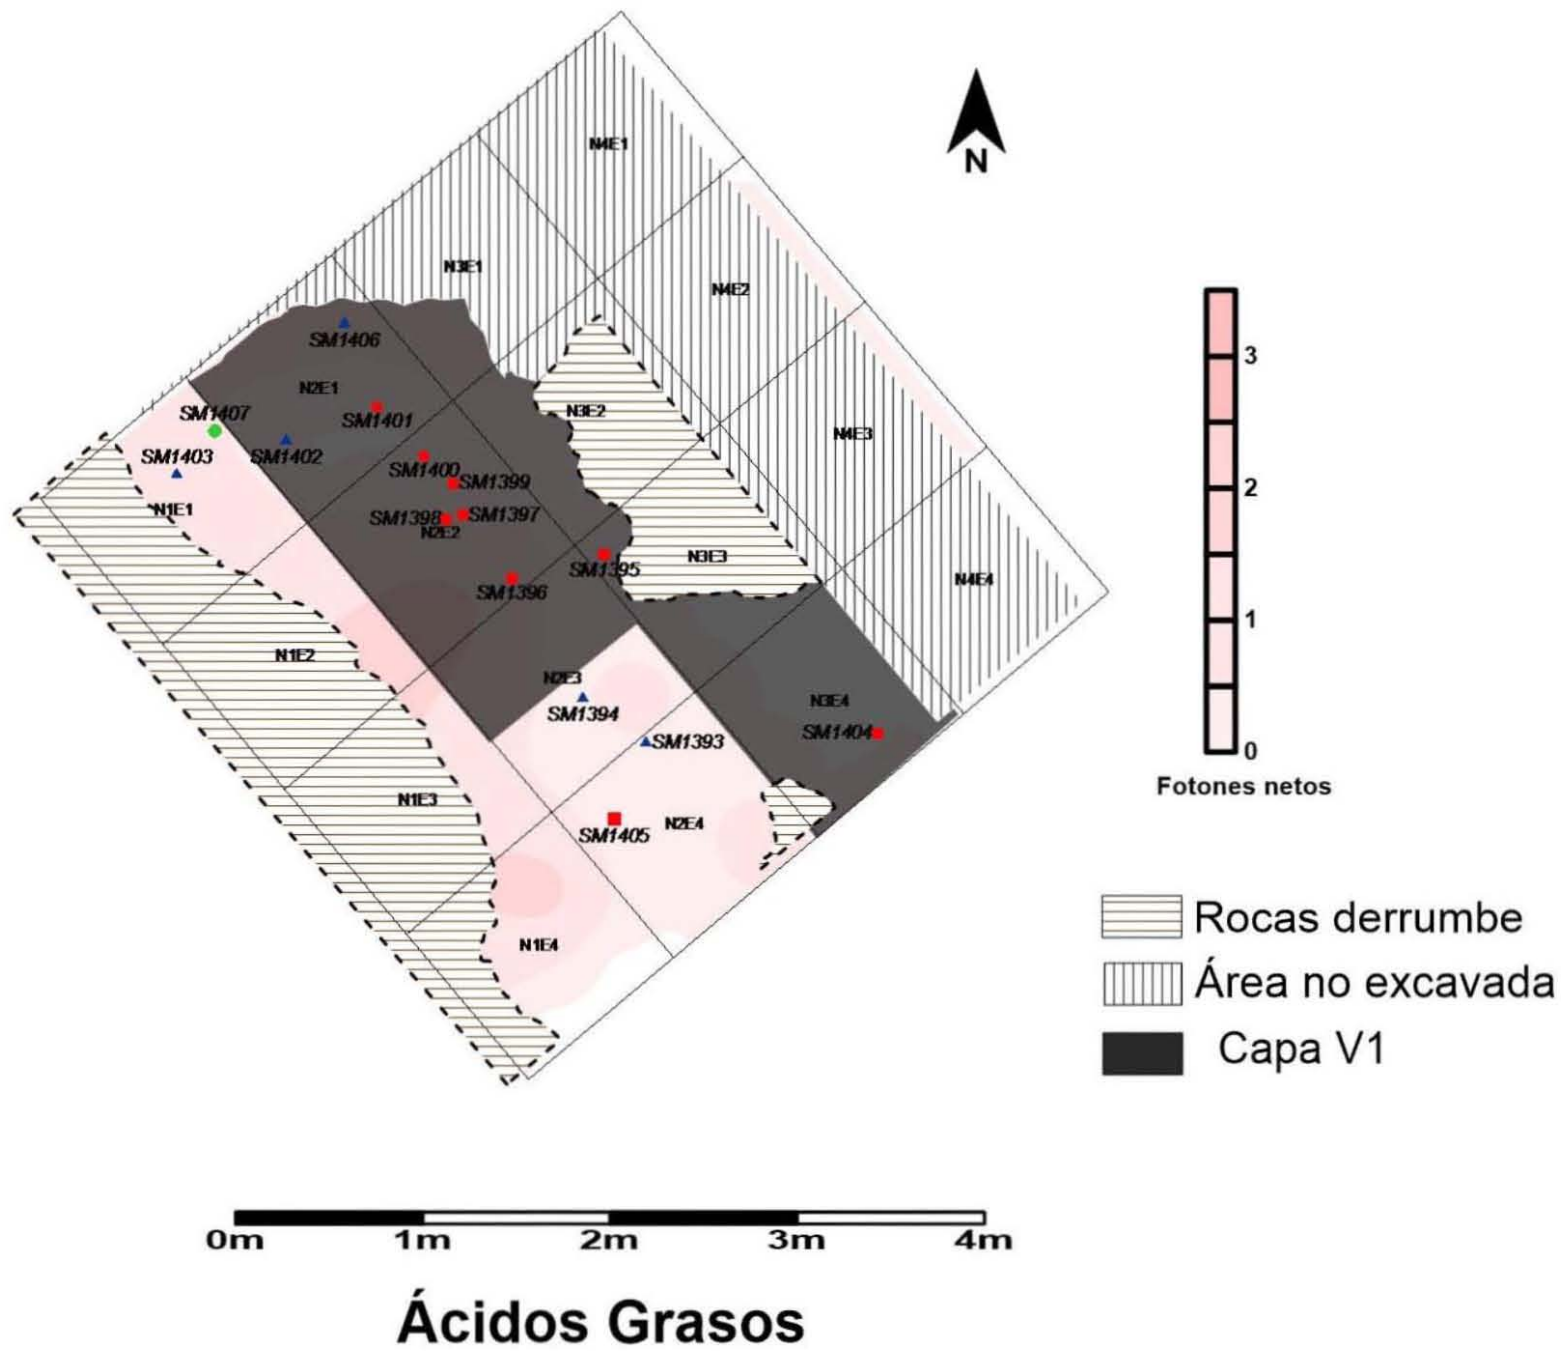 N4E1
N
N3E1
N4E2
SM1406
N2E1
SM1407
SM1401
N3E2
N4E3
SM1403
SM1402
SM1400
SM1399
N1E1
SM1398
SM1397
N2E2
N3E3
SM1395
N4E4
SM1396
N1E2
N2E3
SM1394
N3E4
SM1404
SM1393
N1E3
SM1405
N2E4
N1E4
3
2
1
0
Fotones netos
Rocas derrumbe
Área no excavada
Capa V1
0m 1m 2m 3m 4m
Ácidos Grasos